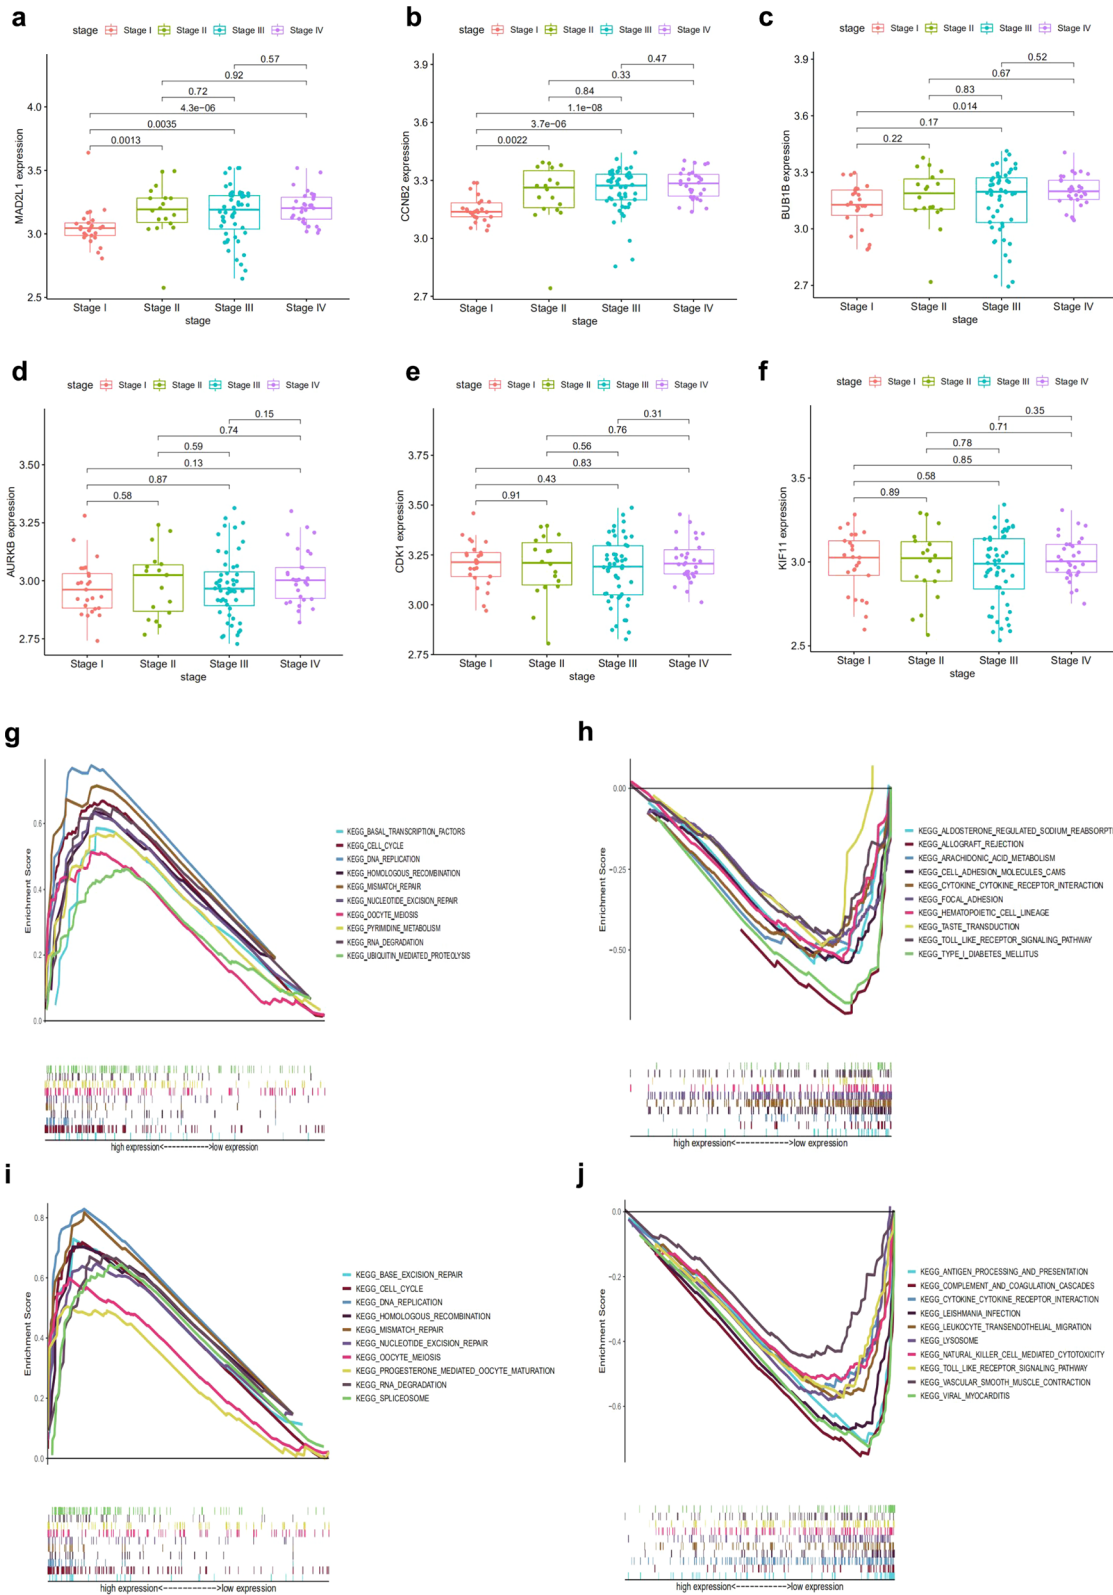 a
stage Stage I Stage II Stage III Stage IV
0.57
0.92
0.72
4.3e-06
0.0035
0.0013
MAD2L1 expression
4.0
3.5
3.0
2.5
Stage I Stage II Stage III Stage IV
stage
b
stage Stage I Stage II Stage III Stage IV
0.47
0.33
0.84
1.1e-08
3.7e-06
0.0022
CCNB2 expression
3.9
3.6
3.3
3.0
2.7
Stage I Stage II Stage III Stage IV
stage
c
stage Stage I Stage II Stage III Stage IV
0.52
0.67
0.83
0.014
0.17
0.22
BUB1B expression
3.9
3.6
3.3
3.0
2.7
Stage I Stage II Stage III Stage IV
stage
d
stage Stage I Stage II Stage III Stage IV
0.15
0.74
0.59
0.13
0.87
0.58
AURKB expression
3.50
3.25
3.00
2.75
Stage I Stage II Stage III Stage IV
stage
e
stage Stage I Stage II Stage III Stage IV
0.31
0.76
0.56
0.83
0.43
0.91
CDK1 expression
3.75
3.50
3.25
3.00
2.75
Stage I Stage II Stage III Stage IV
stage
f
stage Stage I Stage II Stage III Stage IV
0.35
0.71
0.78
0.85
0.58
0.89
KIF11 expression
3.5
3.0
2.5
Stage I Stage II Stage III Stage IV
stage
g
Enrichment Score
0.6
0.4
0.2
0.0
KEGG_BASAL_TRANSCRIPTION_FACTORS
KEGG_CELL_CYCLE
KEGG_DNA_REPLICATION
KEGG_HOMOLOGOUS_RECOMBINATION
KEGG_MISMATCH_REPAIR
KEGG_NUCLEOTIDE_EXCISION_REPAIR
KEGG_OOCYTE_MEIOSIS
KEGG_PYRIMIDINE_METABOLISM
KEGG_RNA_DEGRADATION
KEGG_UBIQUITIN_MEDIATED_PROTEOLYSIS
high expression<------------>low expression
h
Enrichment Score
0.00
−0.25
−0.50
KEGG_ALDOSTERONE_REGULATED_SODIUM_REABSORPTI
KEGG_ALLOGRAFT_REJECTION
KEGG_ARACHIDONIC_ACID_METABOLISM
KEGG_CELL_ADHESION_MOLECULES_CAMS
KEGG_CYTOKINE_CYTOKINE_RECEPTOR_INTERACTION
KEGG_FOCAL_ADHESION
KEGG_HEMATOPOIETIC_CELL_LINEAGE
KEGG_TASTE_TRANSDUCTION
KEGG_TOLL_LIKE_RECEPTOR_SIGNALING_PATHWAY
KEGG_TYPE_I_DIABETES_MELLITUS
high expression<------------>low expression
i
Enrichment Score
0.8
0.6
0.4
0.2
0.0
KEGG_BASE_EXCISION_REPAIR
KEGG_CELL_CYCLE
KEGG_DNA_REPLICATION
KEGG_HOMOLOGOUS_RECOMBINATION
KEGG_MISMATCH_REPAIR
KEGG_NUCLEOTIDE_EXCISION_REPAIR
KEGG_OOCYTE_MEIOSIS
KEGG_PROGESTERONE_MEDIATED_OOCYTE_MATURATION
KEGG_RNA_DEGRADATION
KEGG_SPLICEOSOME
high expression<------------>low expression
j
Enrichment Score
0.0
−0.2
−0.4
−0.6
KEGG_ANTIGEN_PROCESSING_AND_PRESENTATION
KEGG_COMPLEMENT_AND_COAGULATION_CASCADES
KEGG_CYTOKINE_CYTOKINE_RECEPTOR_INTERACTION
KEGG_LEISHMANIA_INFECTION
KEGG_LEUKOCYTE_TRANSENDOTHELIAL_MIGRATION
KEGG_LYSOSOME
KEGG_NATURAL_KILLER_CELL_MEDIATED_CYTOTOXICITY
KEGG_TOLL_LIKE_RECEPTOR_SIGNALING_PATHWAY
KEGG_VASCULAR_SMOOTH_MUSCLE_CONTRACTION
KEGG_VIRAL_MYOCARDITIS
high expression<------------>low expression